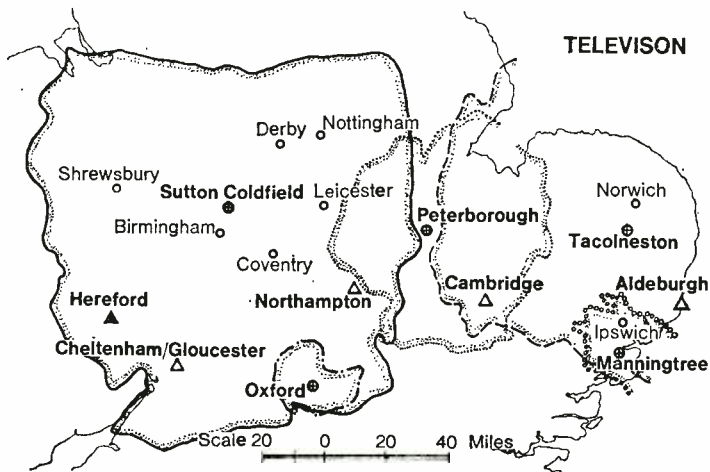 TELEVISON
Derby
Nottingham
Shrewsbury
Sutton Coldfield
Leicester
Norwich
Birmingham
Peterborough
Tacolneston
Coventry
Hereford
Northampton
Cambridge
Aldeburgh
Ipswich
Cheltenham/Gloucester
Manningtree
Oxford
Scale 20 0 20 40 Miles